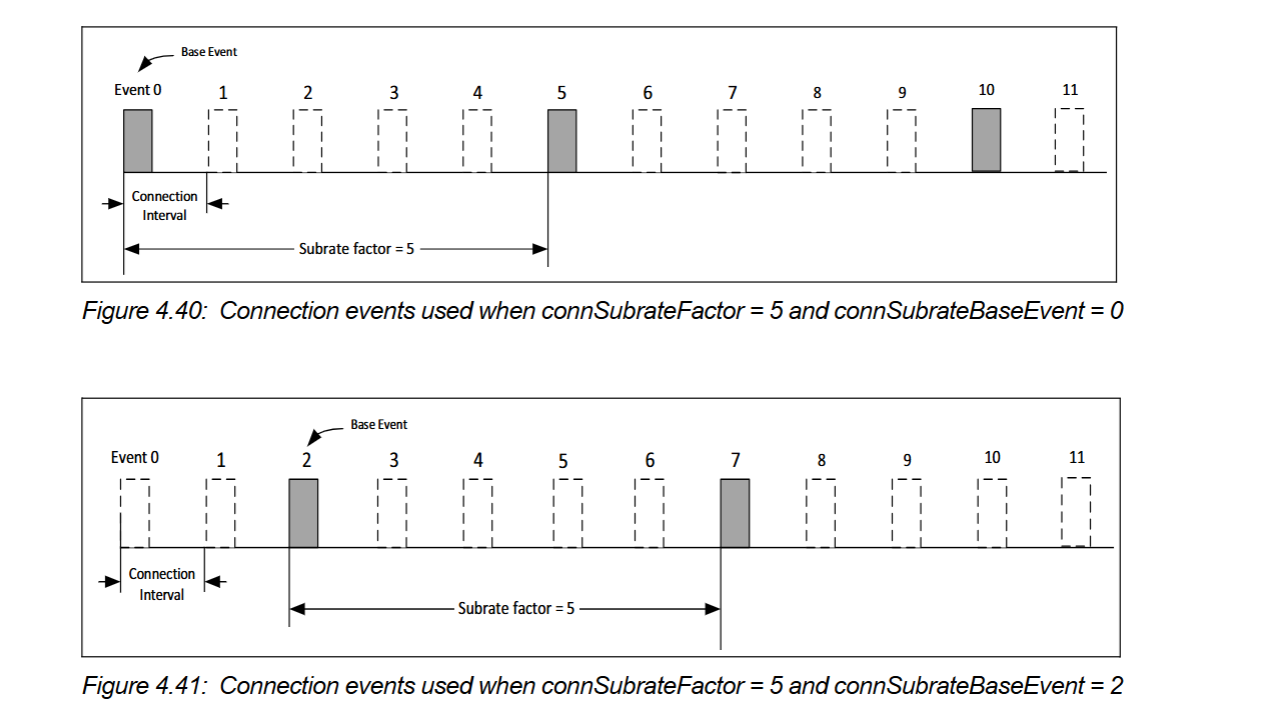 Base Event
Event 0 1 2 3 4 5 6 7 8 9 10 11
Connection
Interval
Subrate factor = 5
Figure 4.40: Connection events used when connSubrateFactor = 5 and connSubrateBaseEvent = 0
Base Event
Event 0 1 2 3 4 5 6 7 8 9 10 11
Connection
Interval
Subrate factor = 5
Figure 4.41: Connection events used when connSubrateFactor = 5 and connSubrateBaseEvent = 2